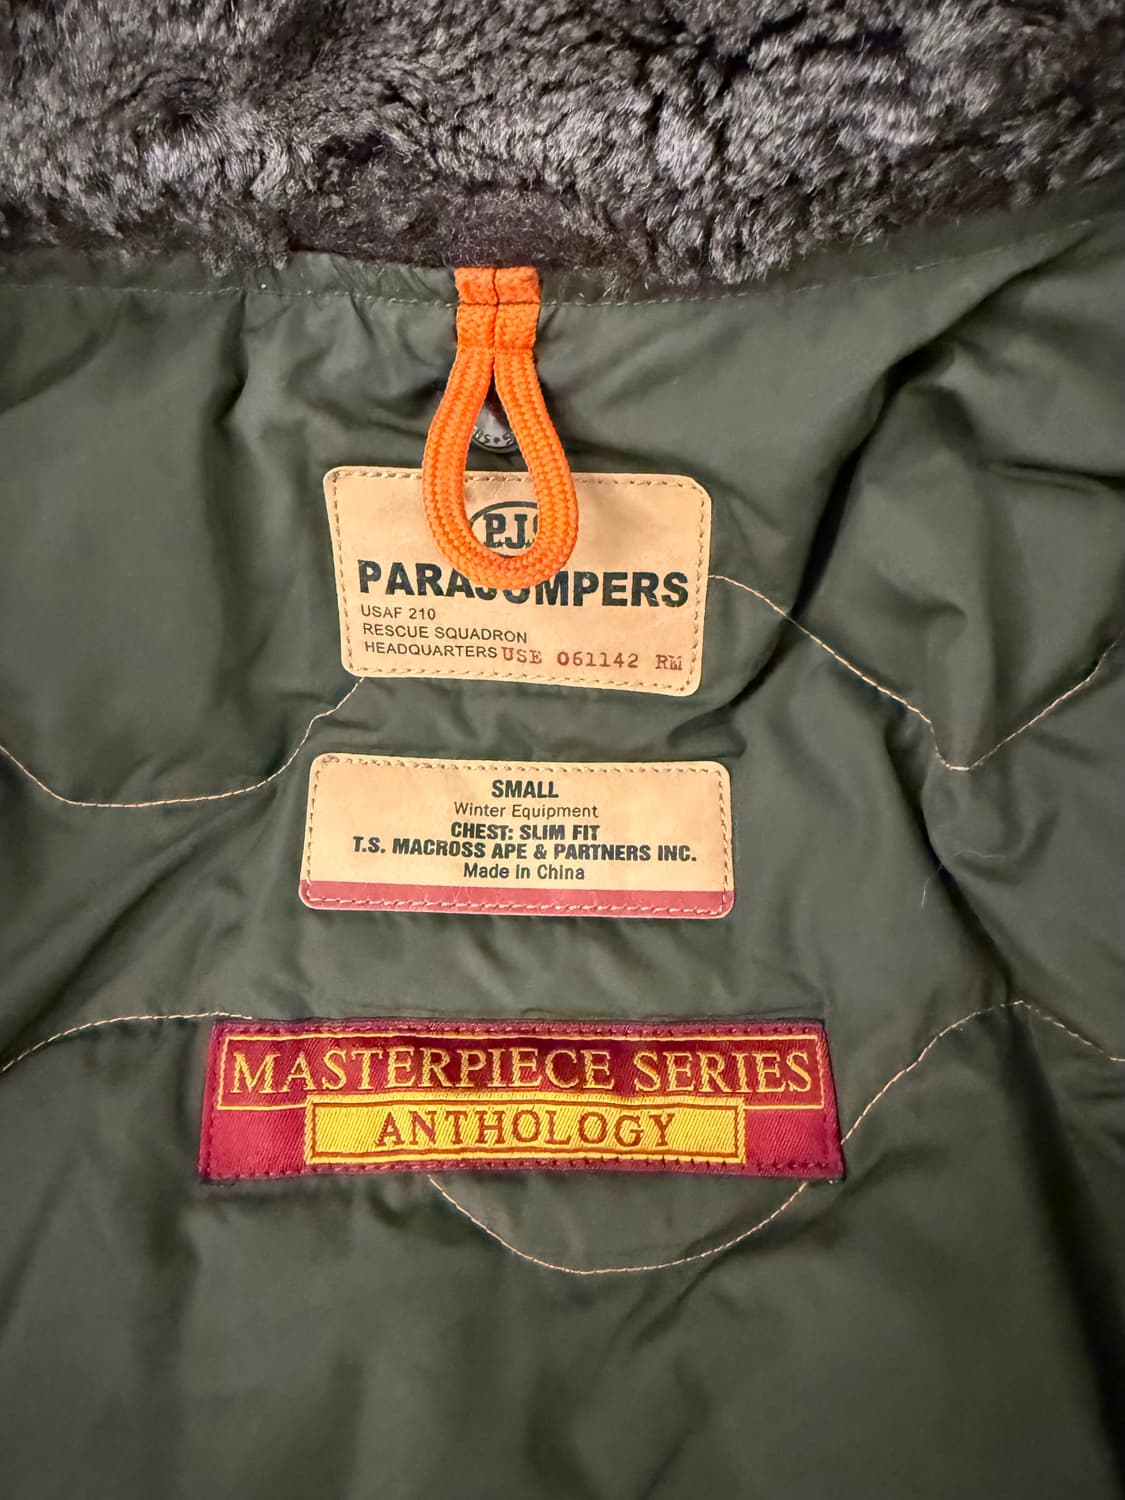 PARAJUMPERS
USAF 210
RESCUE SQUADRON
HEADQUARTERS USE 061142 RM
SMALL
Winter Equipment
CHEST: SLIM FIT
T.S. MACROSS APE & PARTNERS INC.
Made in China
MASTERPIECE SERIES
ANTHOLOGY